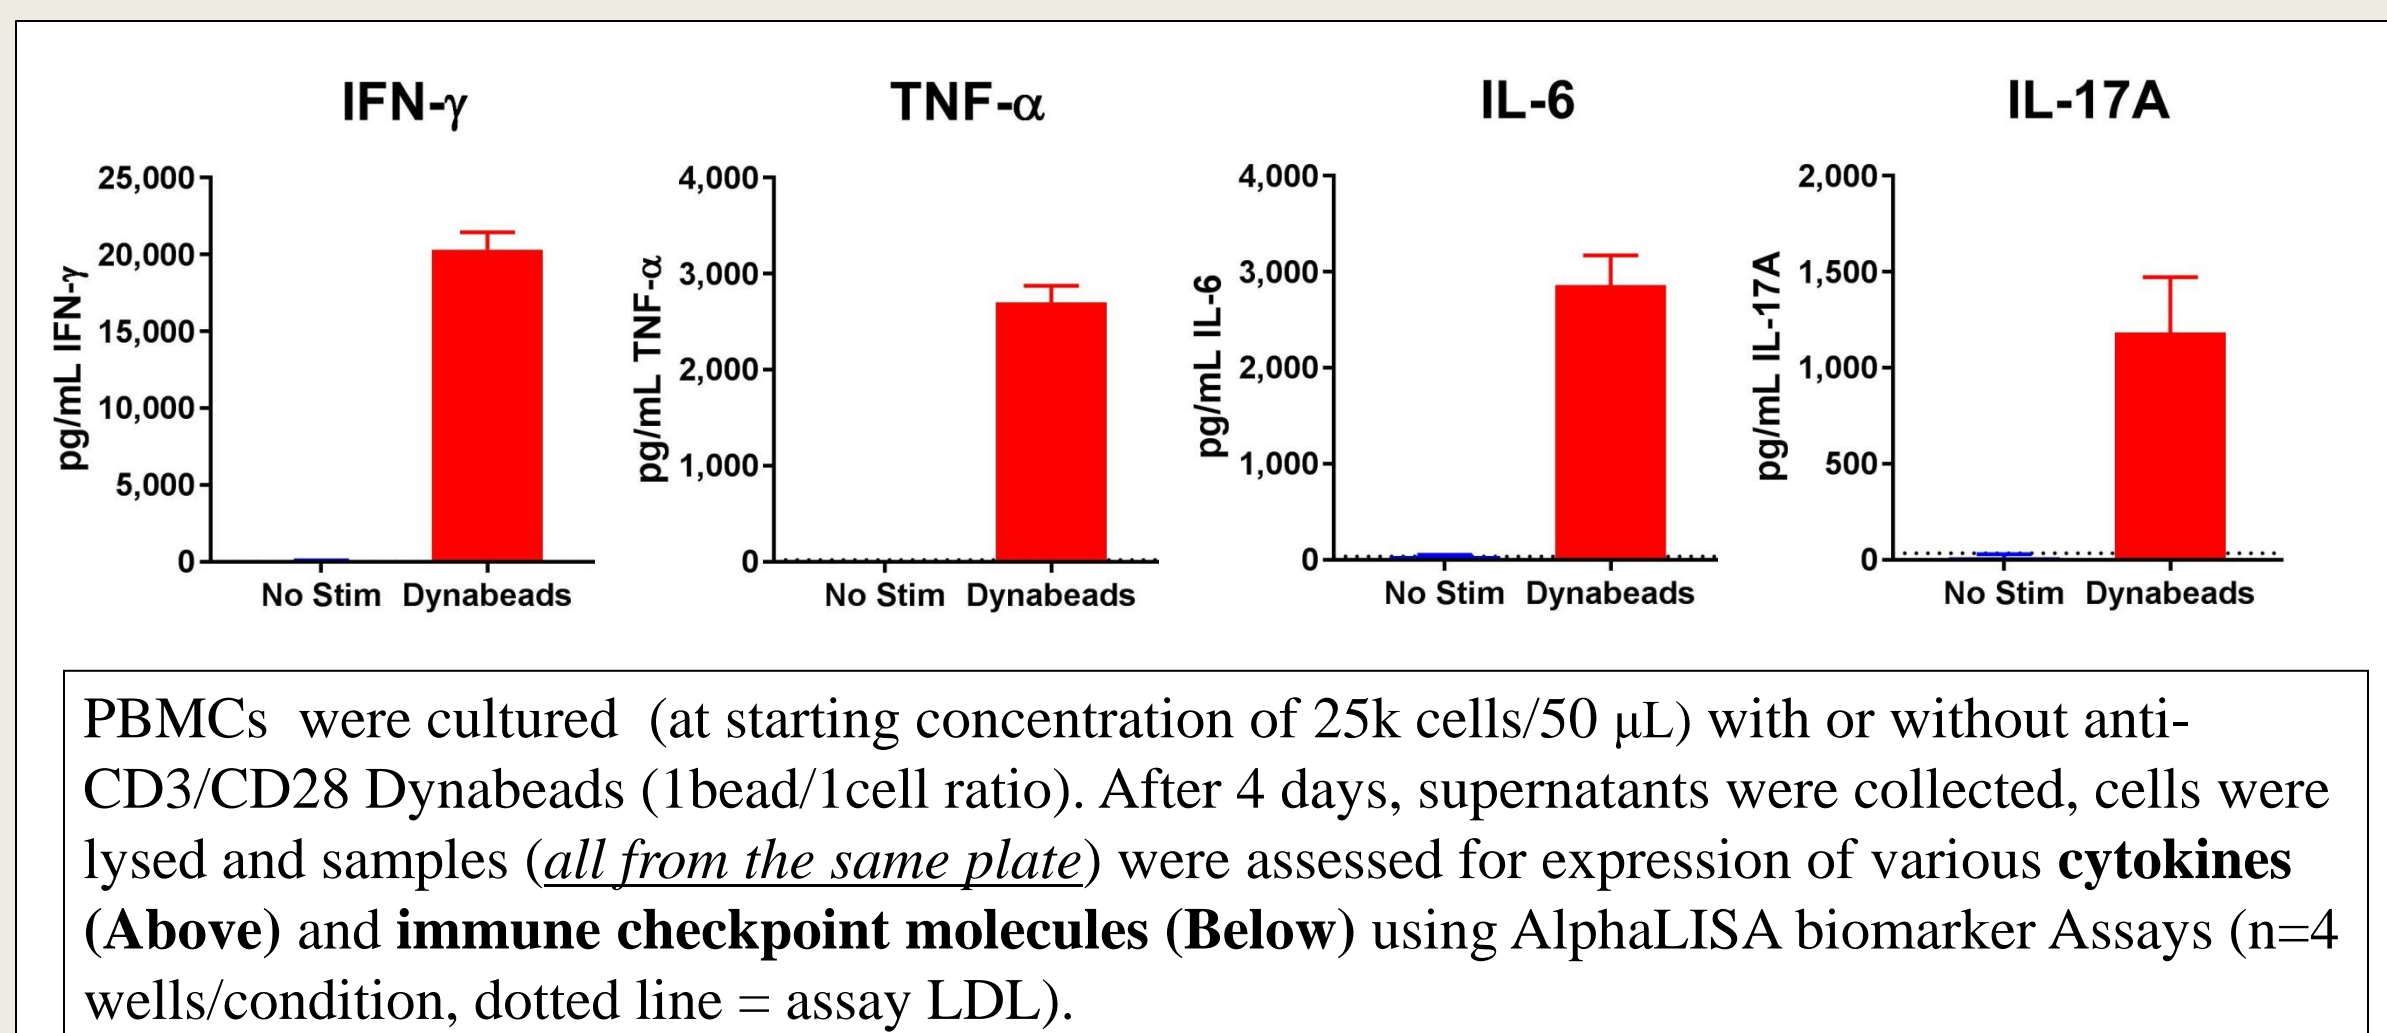 IFN-γ
TNF-α
IL-6
IL-17A
pg/mL IFN-γ
25,000
20,000
15,000
10,000
5,000
0
No Stim Dynabeads
pg/mL TNF-α
4,000
3,000
2,000
1,000
0
No Stim Dynabeads
pg/mL IL-6
4,000
3,000
2,000
1,000
0
No Stim Dynabeads
pg/mL IL-17A
2,000
1,500
1,000
500
0
No Stim Dynabeads
PBMCs were cultured (at starting concentration of 25k cells/50 μL) with or without anti-
CD3/CD28 Dynabeads (1bead/1cell ratio). After 4 days, supernatants were collected, cells were
lysed and samples (all from the same plate) were assessed for expression of various cytokines
(Above) and immune checkpoint molecules (Below) using AlphaLISA biomarker Assays (n=4
wells/condition, dotted line = assay LDL).